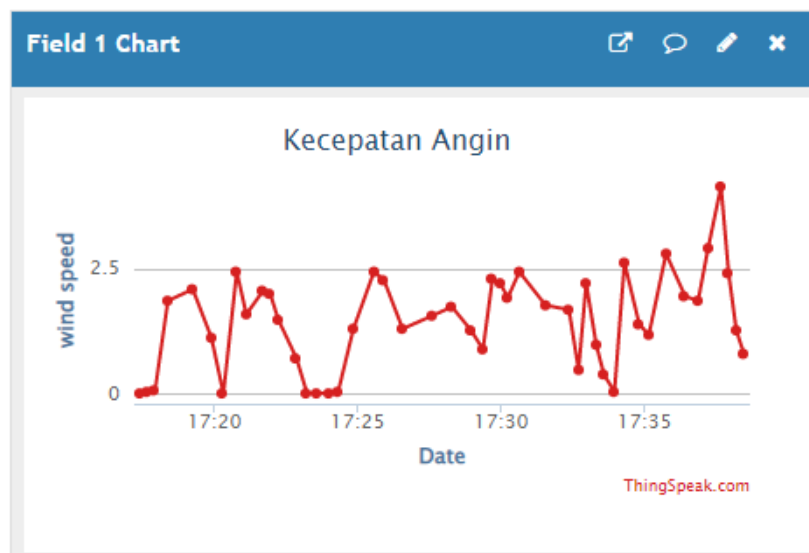 Field 1 Chart
Kecepatan Angin
wind speed
2.5
0
17:20 17:25 17:30 17:35
Date
ThingSpeak.com